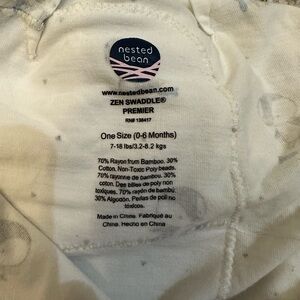 nested
bean
www.nestedbean.com
ZEN SWADDLE®
PREMIER
RN# 138417
One Size (0-6 Months)
7-18 lbs/3.2-8.2 kgs
70% Rayon from Bamboo, 30%
Cotton. Non-Toxic Poly beads.
70% rayonne de bambou, 30%
coton. Des billes de poly non
toxiques. 70% rayón de bambú,
30% Algodón. Perlas de poli no
tóxicos.
Made in China. Fabriqué au
China. Hecho en China